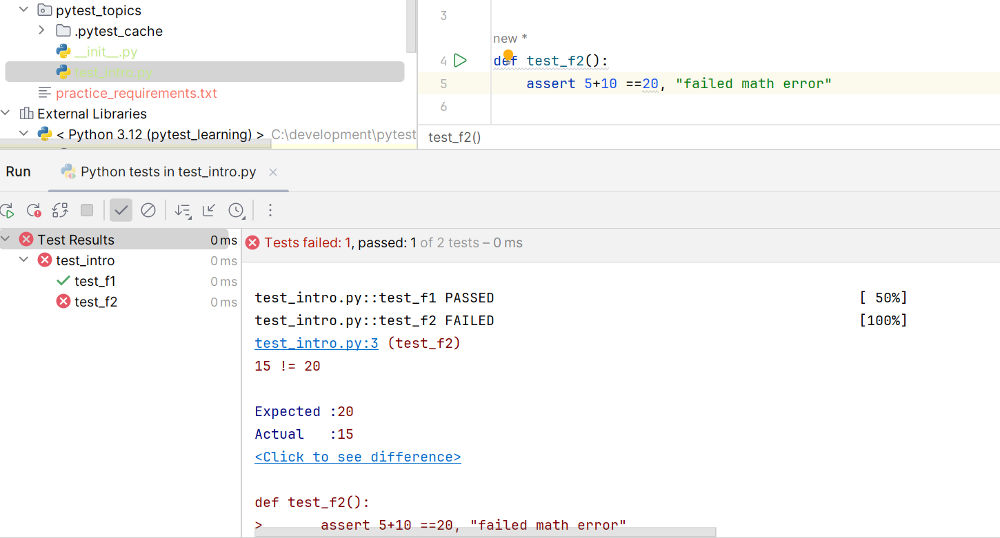 pytest_topics
.pytest_cache
__init__.py
test_intro.py
practice_requirements.txt
External Libraries
< Python 3.12 (pytest_learning) > C:\development\pytest
3
new *
4 def test_f2():
5 assert 5+10 ==20, "failed math error"
6
test_f2()
Run Python tests in test_intro.py
Test Results 0 ms
test_intro 0 ms
test_f1 0 ms
test_f2 0 ms
Tests failed: 1, passed: 1 of 2 tests – 0 ms
test_intro.py::test_f1 PASSED [ 50%]
test_intro.py::test_f2 FAILED [100%]
test_intro.py:3 (test_f2)
15 != 20
Expected :20
Actual :15
<Click to see difference>
def test_f2():
> assert 5+10 ==20, "failed math error"